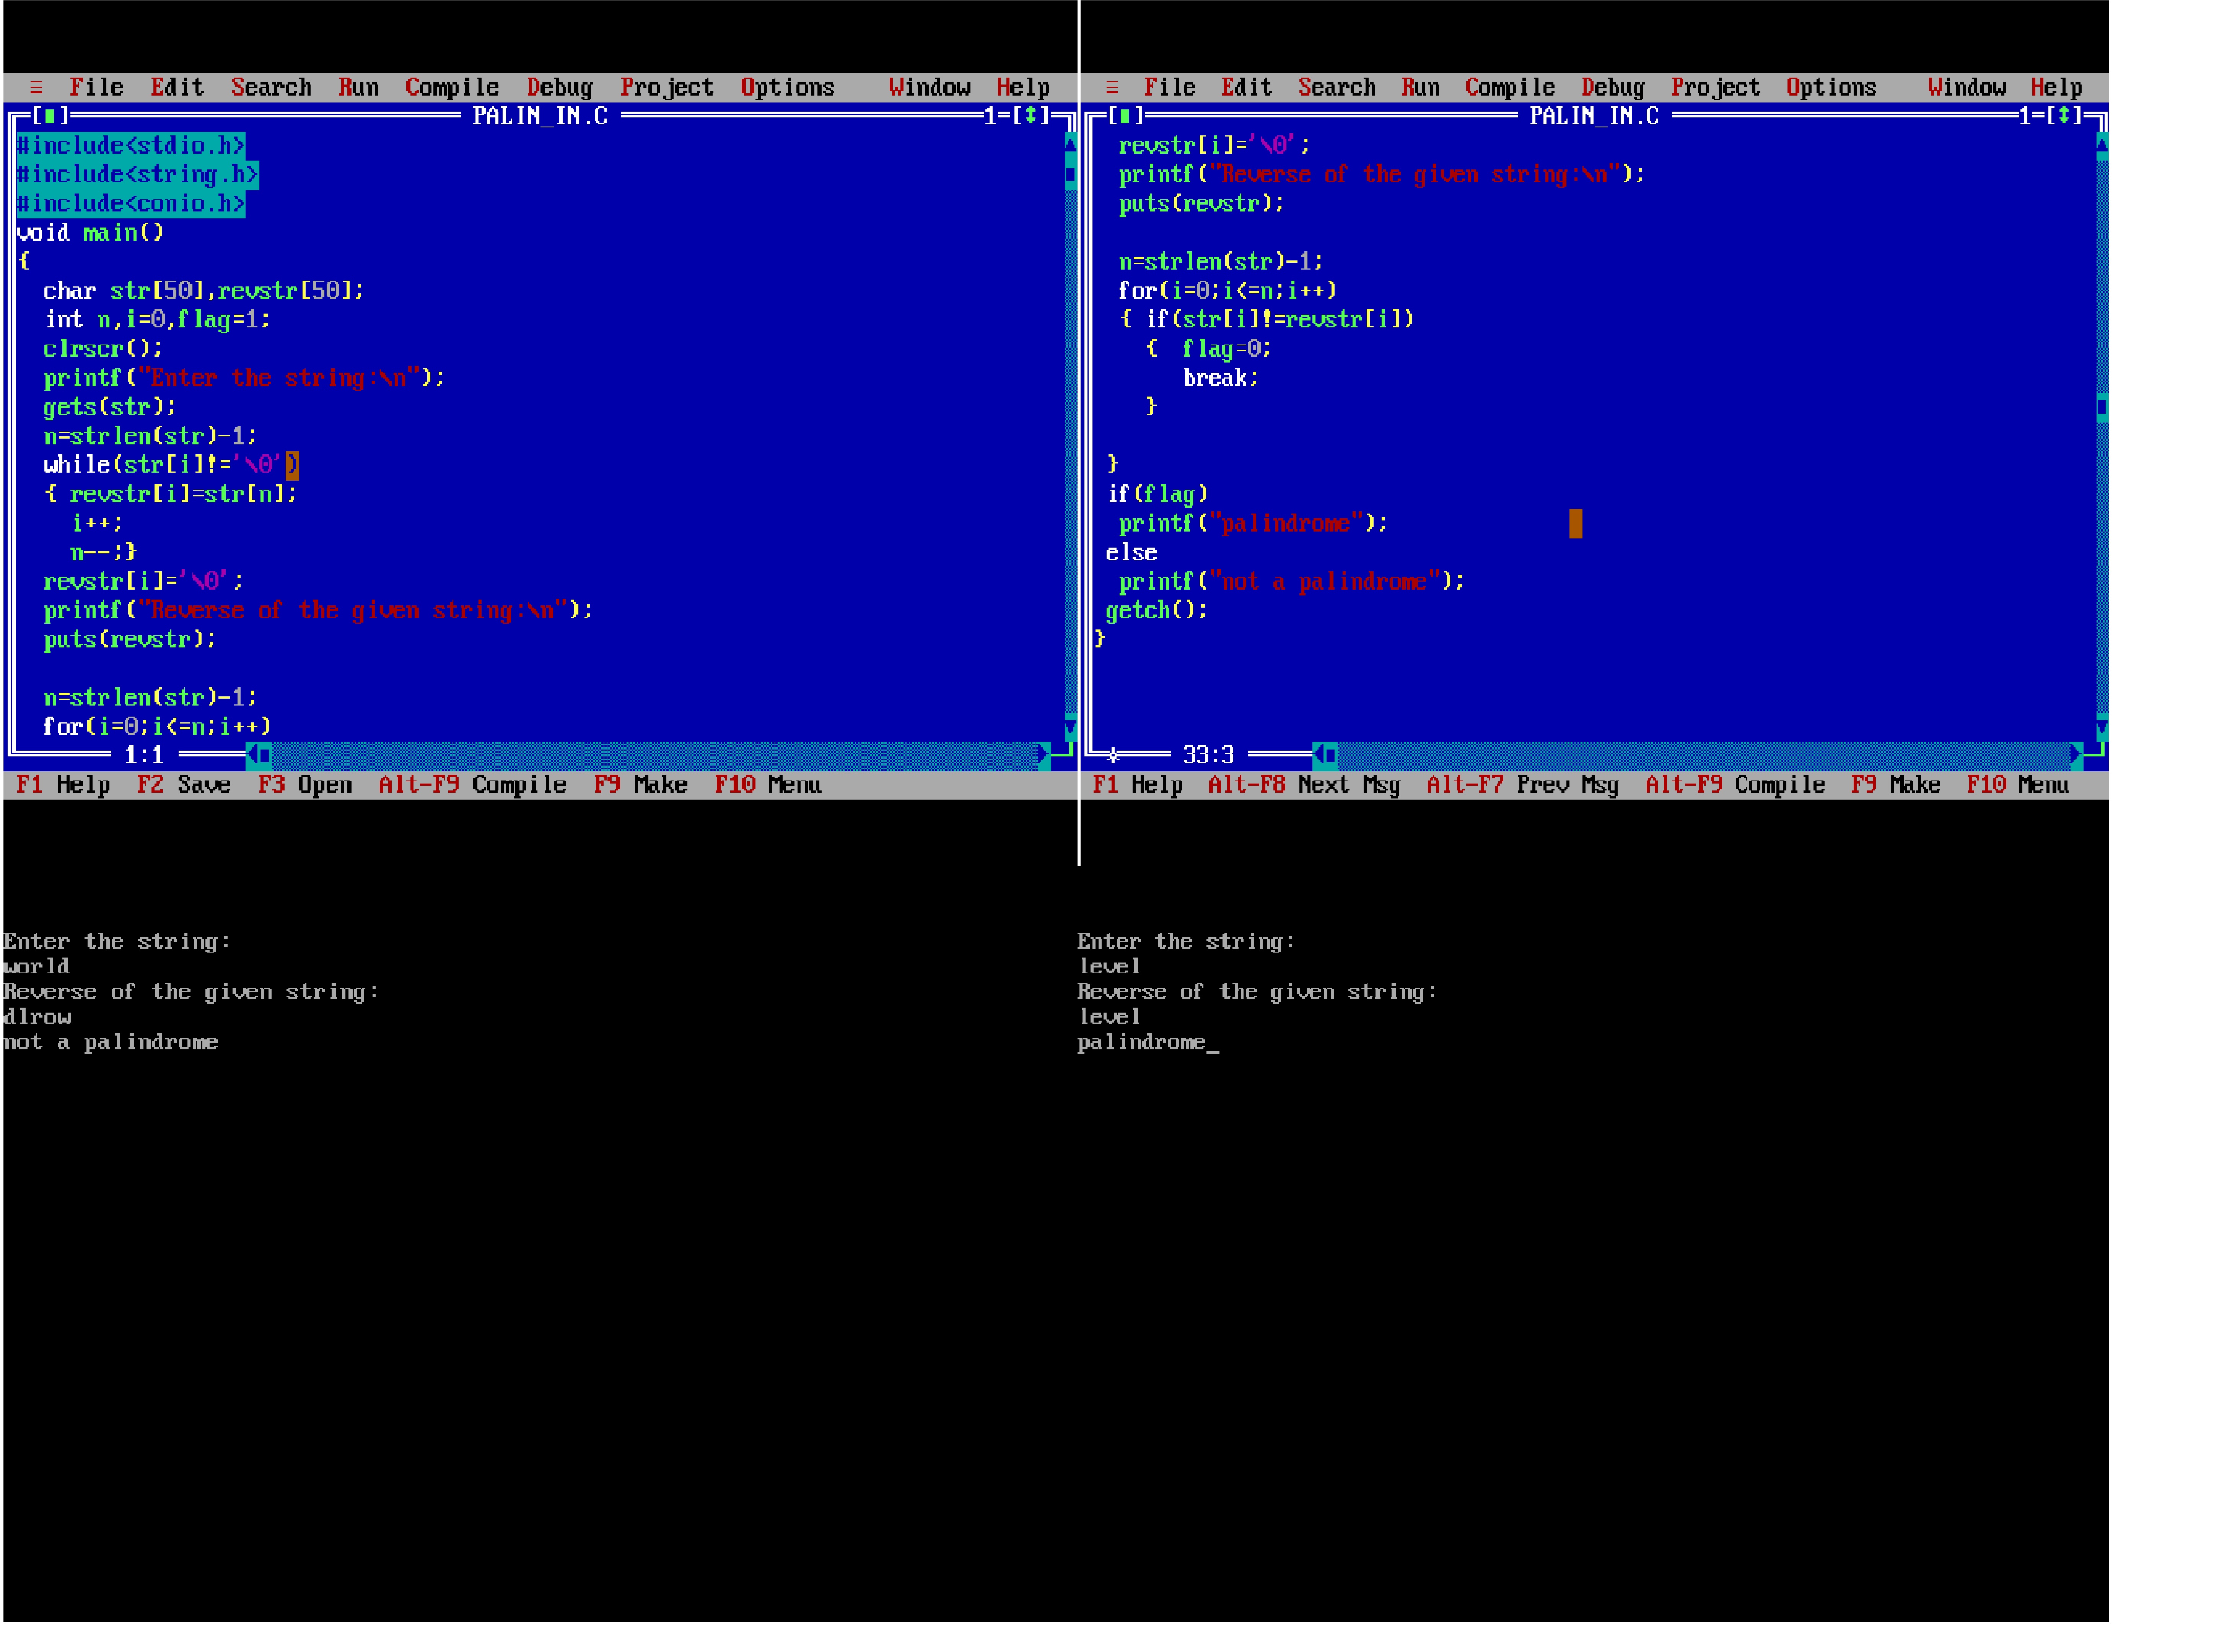 ≡ File Edit Search Run Compile Debug Project Options Window Help
[■] PALIN_IN.C 1=[↕]
#include<stdio.h>
#include<string.h>
#include<conio.h>
void main()
{
char str[50],revstr[50];
int n,i=0,flag=1;
clrscr();
printf("Enter the string:\n");
gets(str);
n=strlen(str)-1;
while(str[i]!='\0')
{ revstr[i]=str[n];
i++;
n--;}
revstr[i]='\0';
printf("Reverse of the given string:\n");
puts(revstr);
n=strlen(str)-1;
for(i=0;i<=n;i++)
1:1
F1 Help F2 Save F3 Open Alt-F9 Compile F9 Make F10 Menu
≡ File Edit Search Run Compile Debug Project Options Window Help
[■] PALIN_IN.C 1=[↕]
revstr[i]='\0';
printf("Reverse of the given string:\n");
puts(revstr);
n=strlen(str)-1;
for(i=0;i<=n;i++)
{ if(str[i]!=revstr[i])
{ flag=0;
break;
}
}
if(flag)
printf("palindrome");
else
printf("not a palindrome");
getch();
}
33:3
F1 Help Alt-F8 Next Msg Alt-F7 Prev Msg Alt-F9 Compile F9 Make F10 Menu
Enter the string:
world
Reverse of the given string:
dlrow
not a palindrome
Enter the string:
level
Reverse of the given string:
level
palindrome_